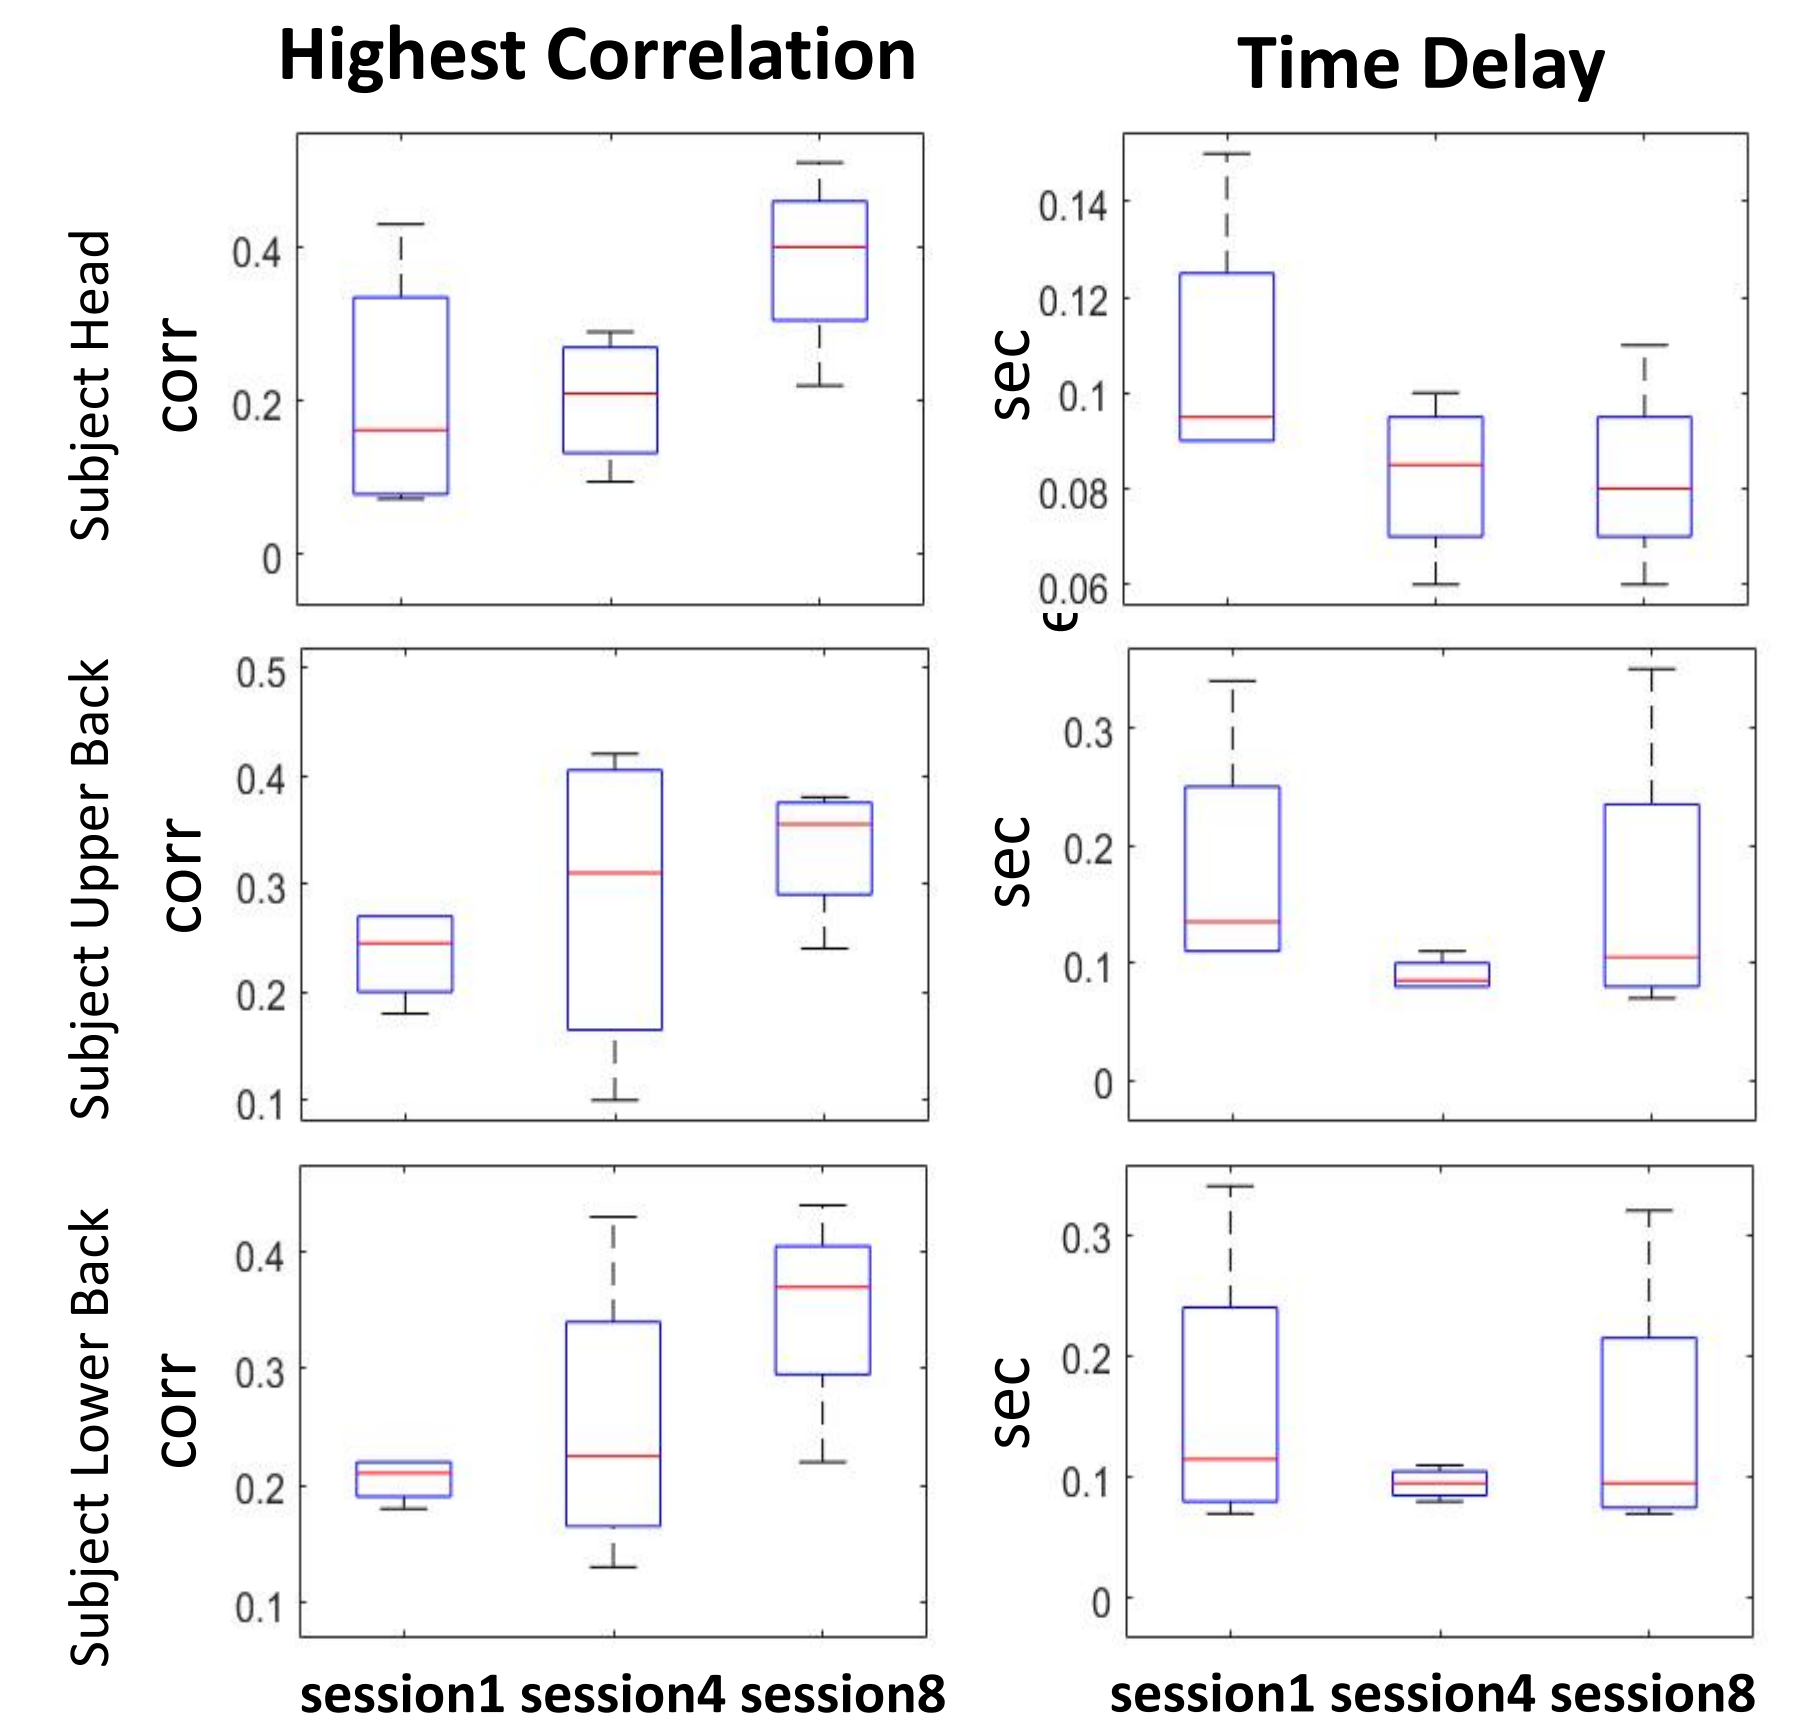 Highest Correlation
Time Delay
Subject Head
corr
0.4
0.2
0
sec
0.14
0.12
0.1
0.08
0.06
e
Subject Upper Back
corr
0.5
0.4
0.3
0.2
0.1
sec
0.3
0.2
0.1
0
Subject Lower Back
corr
0.4
0.3
0.2
0.1
sec
0.3
0.2
0.1
0
session1 session4 session8
session1 session4 session8